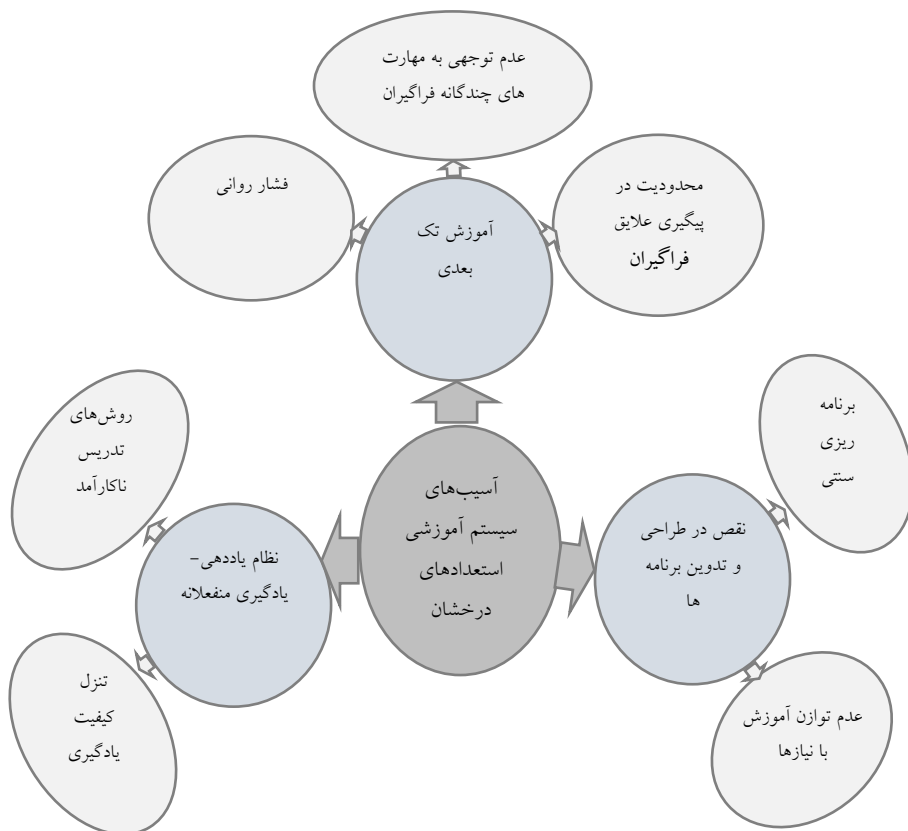 عدم توجهی به مهارت
های چندگانه فراگیران
فشار روانی
محدودیت در
پیگیری علایق
فراگیران
آموزش تک
بعدی
برنامه
ریزی
سنتی
روش‌های
تدریس
ناکارآمد
آسیب‌های
سیستم آموزشی
استعدادهای
درخشان
نقص در طراحی
و تدوین برنامه
ها
نظام یاددهی–
یادگیری منفعلانه
تنزل
کیفیت
یادگیری
عدم توازن آموزش
با نیازها